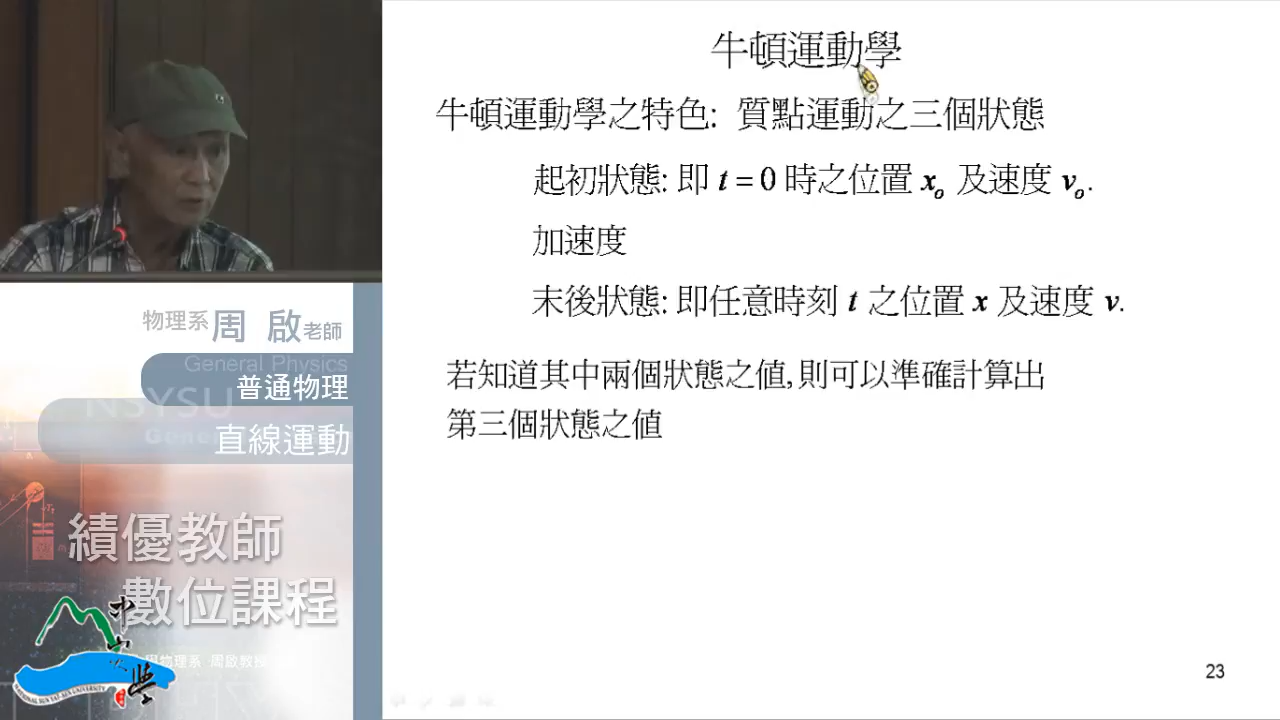 牛頓運動學
牛頓運動學之特色: 質點運動之三個狀態
起初狀態: 即 t = 0 時之位置 xo 及速度 vo.
加速度
末後狀態: 即任意時刻 t 之位置 x 及速度 v.
若知道其中兩個狀態之值, 則可以準確計算出
第三個狀態之值
23
物理系 周 啟 老師
General Physics
普通物理
NSYSU
直線運動
績優教師
數位課程